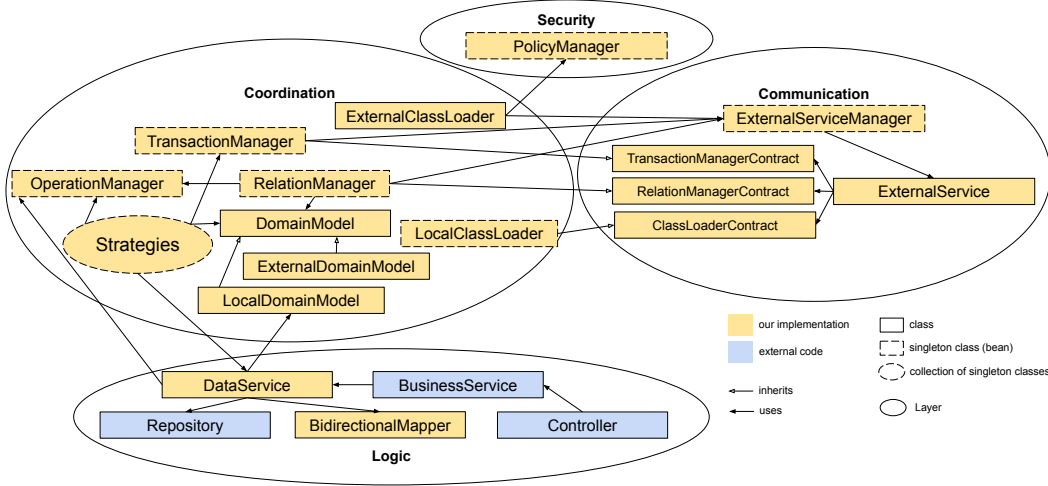 Security
PolicyManager
Coordination
Communication
ExternalClassLoader
ExternalServiceManager
TransactionManager
TransactionManagerContract
OperationManager
RelationManager
RelationManagerContract
ExternalService
DomainModel
ClassLoaderContract
LocalClassLoader
Strategies
ExternalDomainModel
LocalDomainModel
our implementation
class
external code
singleton class (bean)
collection of singleton classes
inherits
uses
Layer
DataService
BusinessService
Repository
BidirectionalMapper
Controller
Logic